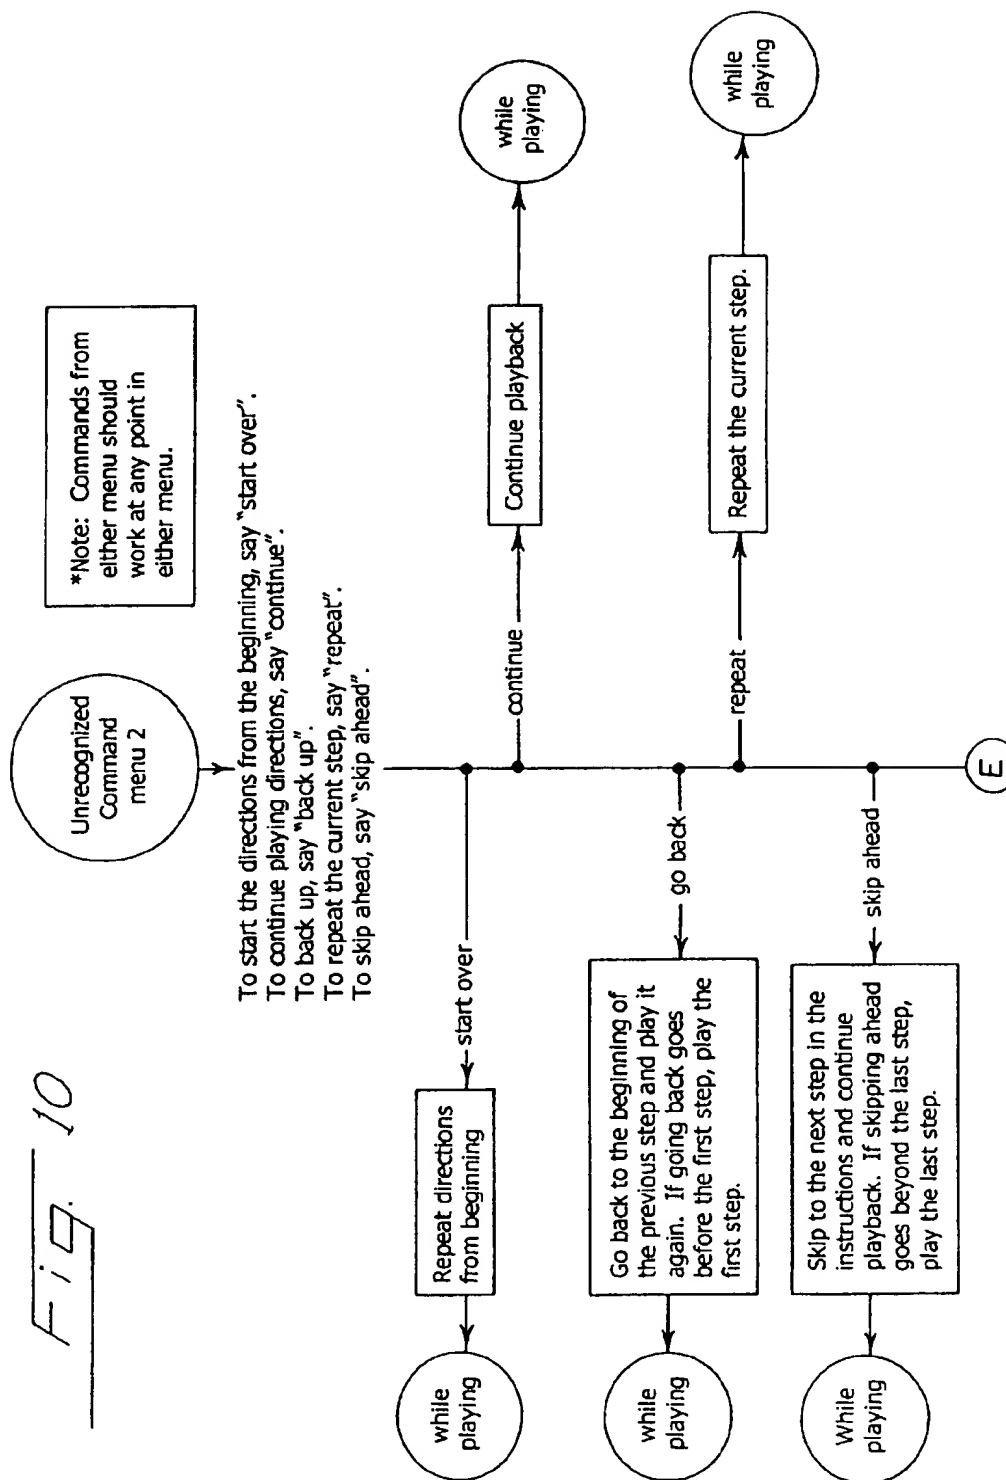 Fig. 10
Unrecognized
Command
menu 2
*Note: Commands from
either menu should
work at any point in
either menu.
To start the directions from the beginning, say "start over".
To continue playing directions, say "continue".
To back up, say "back up".
To repeat the current step, say "repeat".
To skip ahead, say "skip ahead".
start over
Repeat directions
from beginning
while
playing
continue
Continue playback
while
playing
go back
Go back to the beginning of
the previous step and play it
again. If going back goes
before the first step, play the
first step.
while
playing
repeat
Repeat the current step.
while
playing
skip ahead
Skip to the next step in the
instructions and continue
playback. If skipping ahead
goes beyond the last step,
play the last step.
While
playing
E